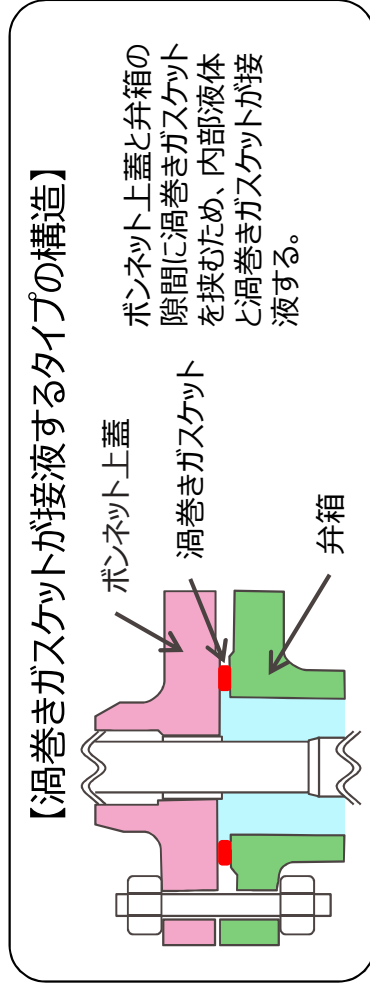 【渦巻きガスケットが接液するタイプの構造】
ボンネット上蓋
渦巻きガスケット
弁箱
ボンネット上蓋と弁箱の
隙間に渦巻きガスケット
を挟むため、内部液体
と渦巻きガスケットが接
液する。